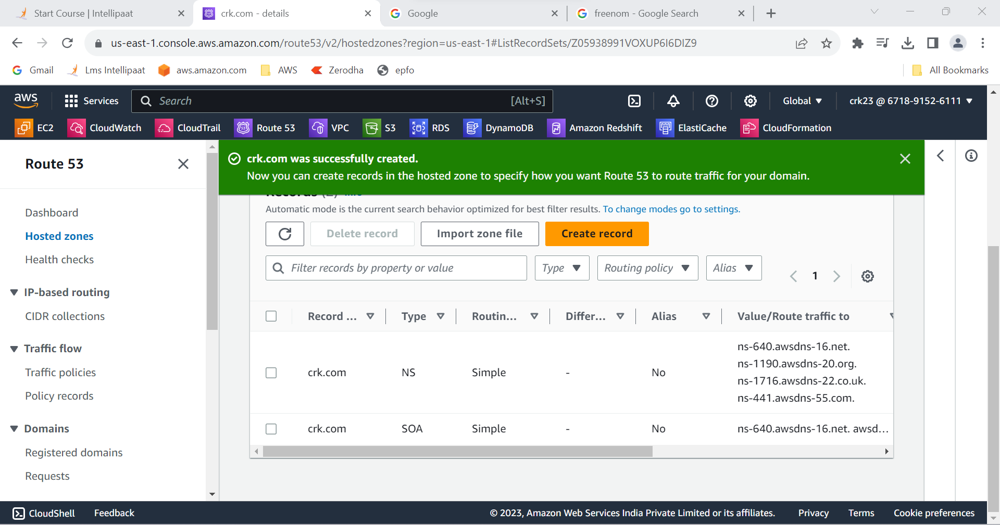 Start Course | Intellipaat
crk.com - details
Google
freenom - Google Search
us-east-1.console.aws.amazon.com/route53/v2/hostedzones?region=us-east-1#ListRecordSets/Z05938991VOXUP6I6DIZ9
Gmail
Lms Intellipaat
aws.amazon.com
AWS
Zerodha
epfo
All Bookmarks
aws
Services
Search
[Alt+S]
Global
crk23 @ 6718-9152-6111
EC2
CloudWatch
CloudTrail
Route 53
VPC
S3
RDS
DynamoDB
Amazon Redshift
ElastiCache
CloudFormation
Route 53
Dashboard
Hosted zones
Health checks
IP-based routing
CIDR collections
Traffic flow
Traffic policies
Policy records
Domains
Registered domains
Requests
crk.com was successfully created.
Now you can create records in the hosted zone to specify how you want Route 53 to route traffic for your domain.
Records (2) Info
Automatic mode is the current search behavior optimized for best filter results. To change modes go to settings.
Delete record
Import zone file
Create record
Filter records by property or value
Type
Routing policy
Alias
1
Record ...
Type
Routin...
Differ...
Alias
Value/Route traffic to
crk.com
NS
Simple
-
No
ns-640.awsdns-16.net.
ns-1190.awsdns-20.org.
ns-1716.awsdns-22.co.uk.
ns-441.awsdns-55.com.
crk.com
SOA
Simple
-
No
ns-640.awsdns-16.net. awsd...
CloudShell
Feedback
© 2023, Amazon Web Services India Private Limited or its affiliates.
Privacy
Terms
Cookie preferences